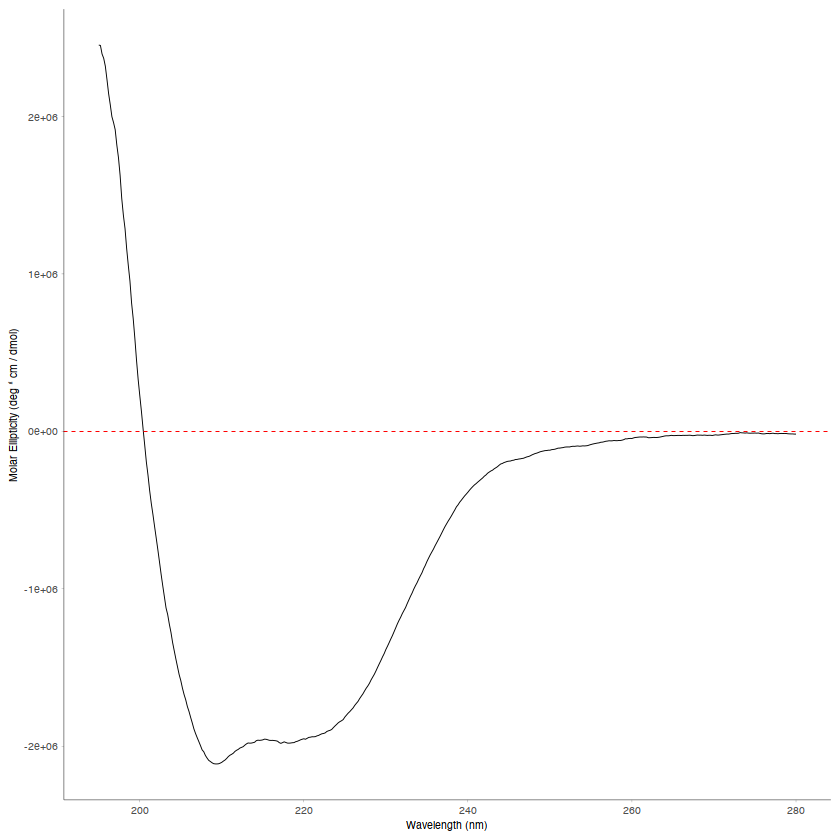 Molar Ellipticity (deg * cm / dmol)
2e+06
1e+06
0e+00
-1e+06
-2e+06
200 220 240 260 280
Wavelength (nm)